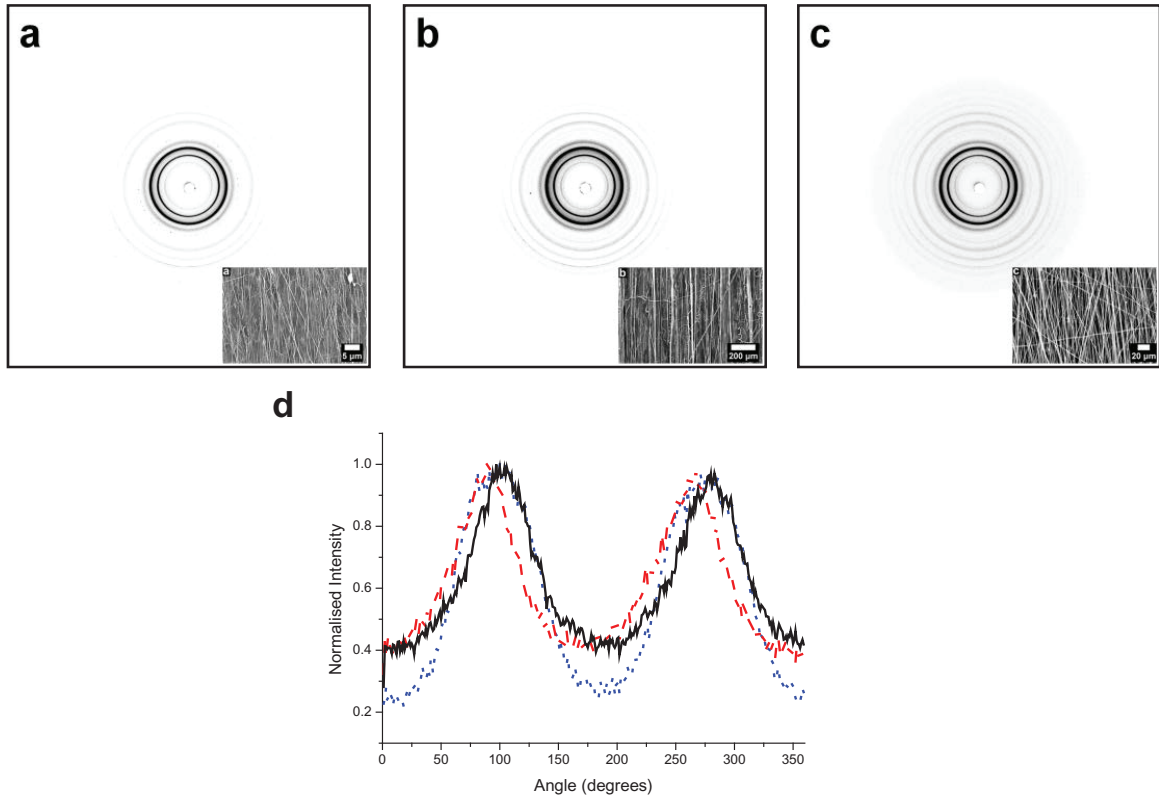 a
b
c
a
5 µm
b
200 µm
c
20 µm
d
1.0
0.8
0.6
0.4
0.2
Normalised Intensity
0 50 100 150 200 250 300 350
Angle (degrees)